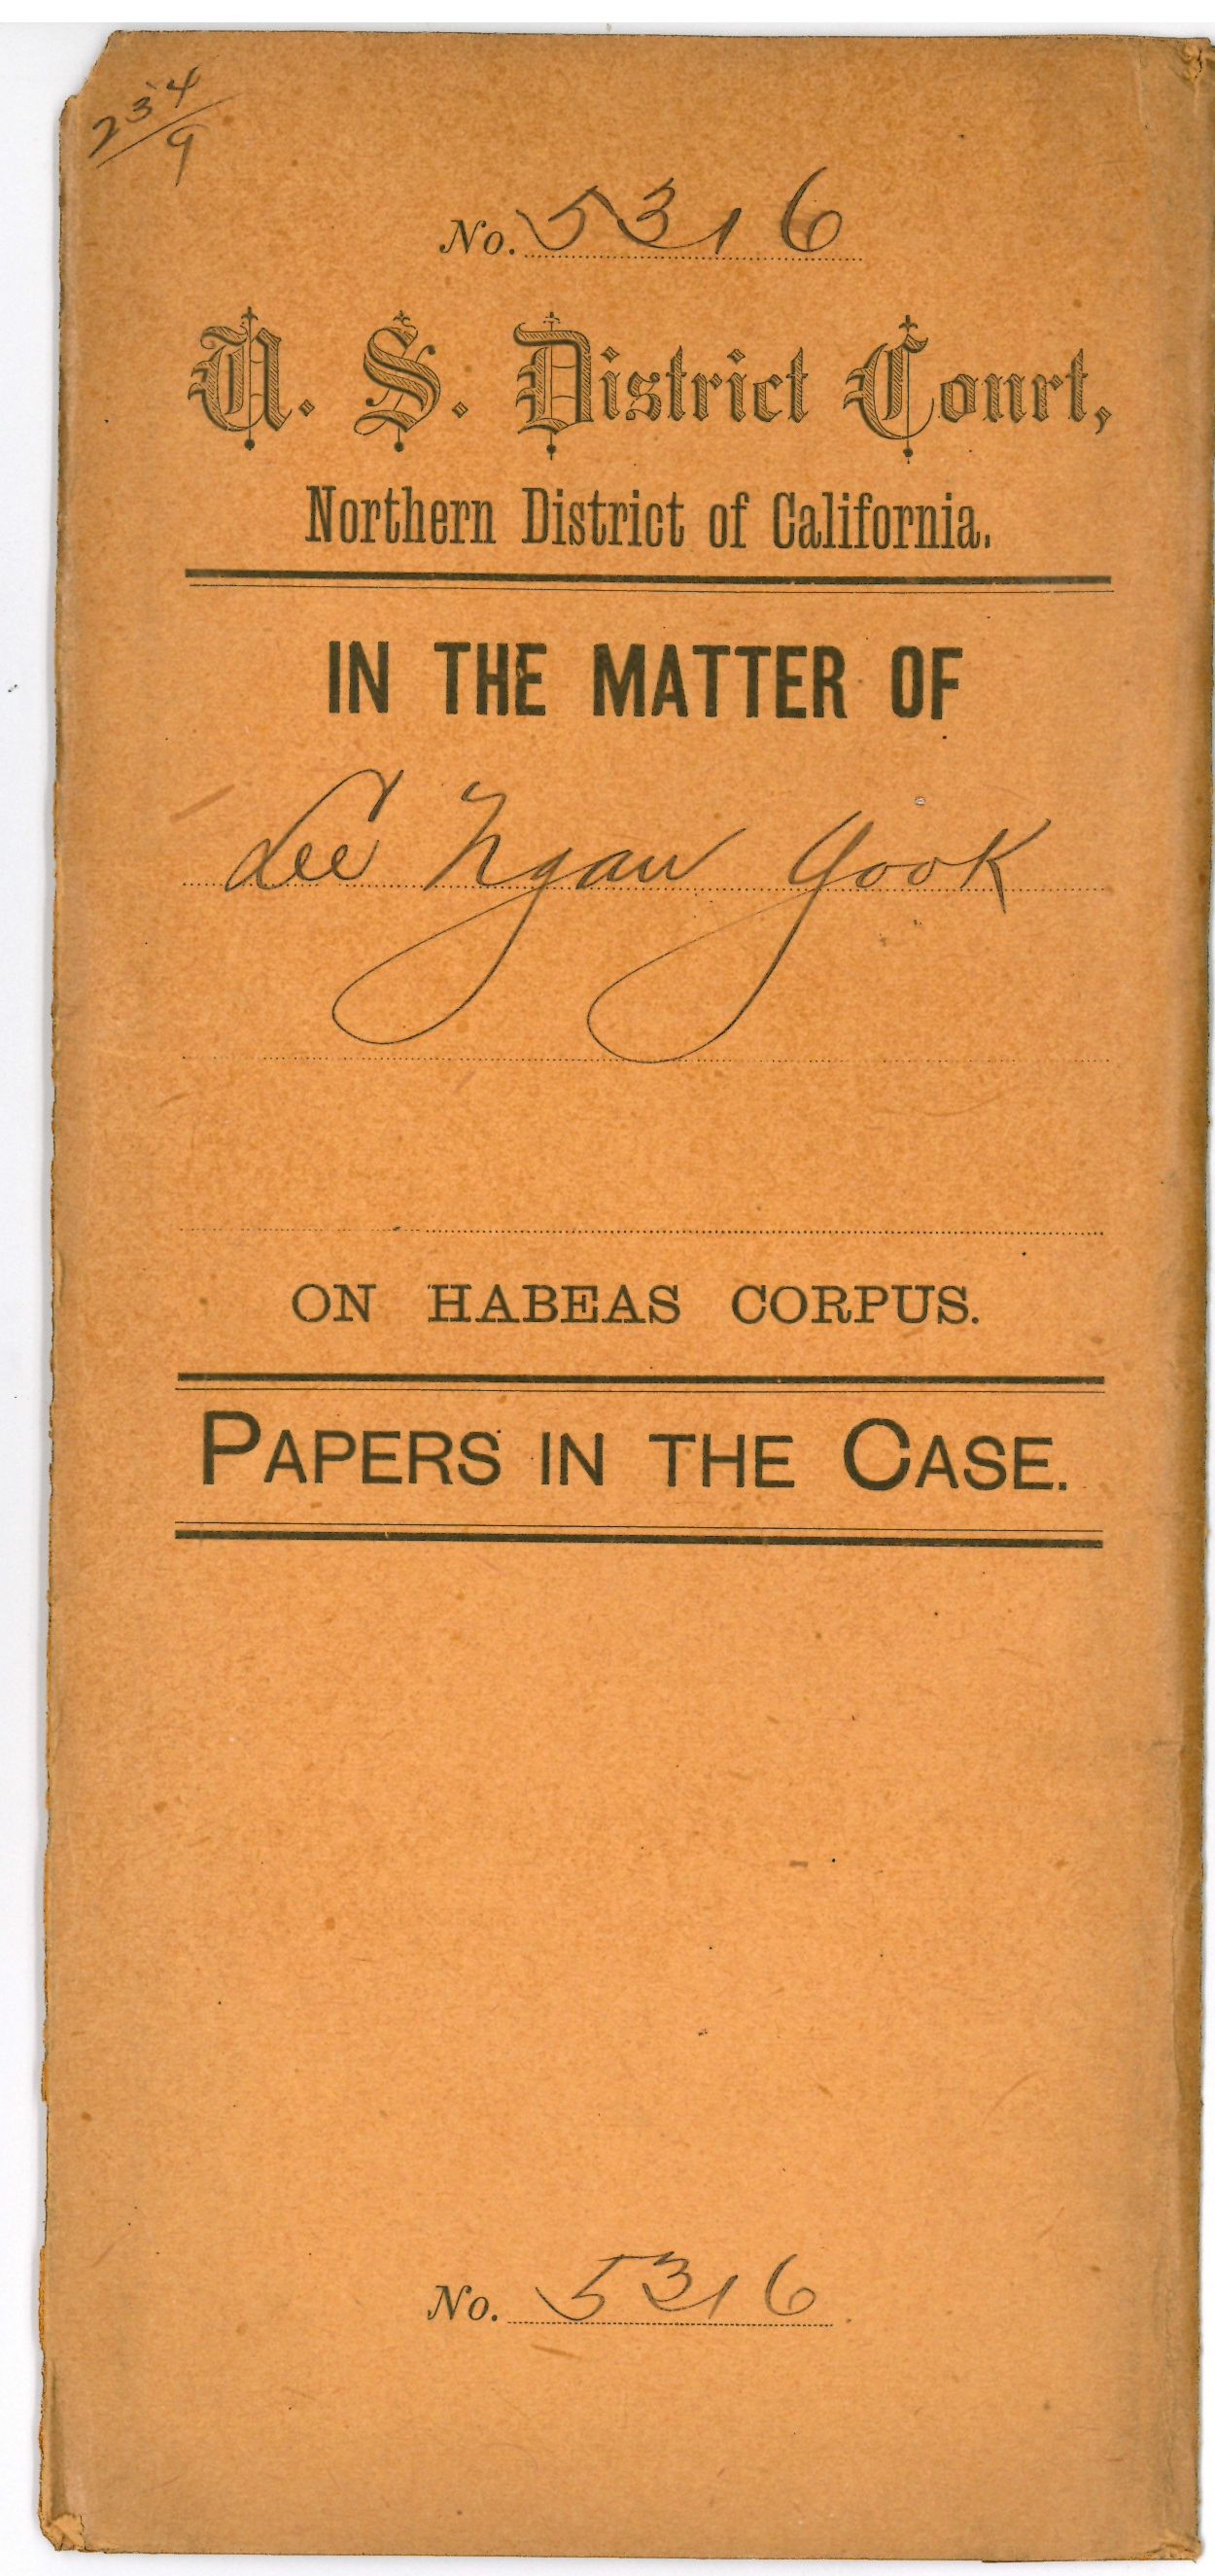 234/9
No. 5316
U. S. District Court,
Northern District of California.
IN THE MATTER OF
Lee Ngaw Gook
ON HABEAS CORPUS.
PAPERS IN THE CASE.
No. 5316